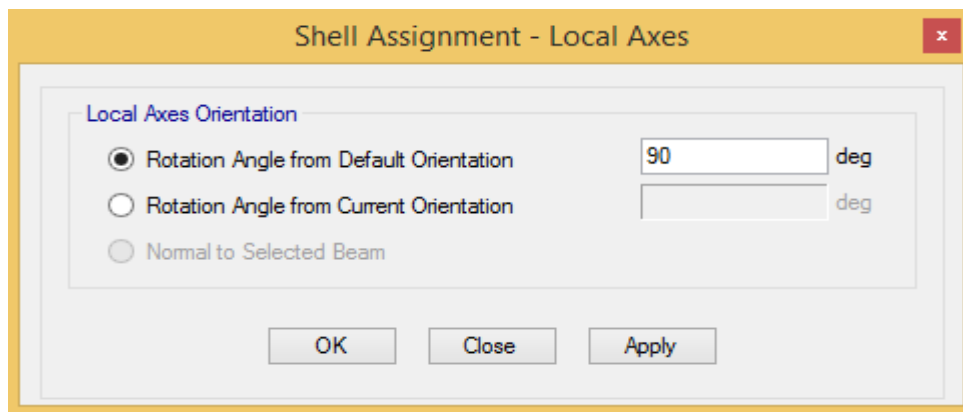 Shell Assignment - Local Axes
x
Local Axes Orientation
Rotation Angle from Default Orientation 90 deg
Rotation Angle from Current Orientation deg
Normal to Selected Beam
OK Close Apply